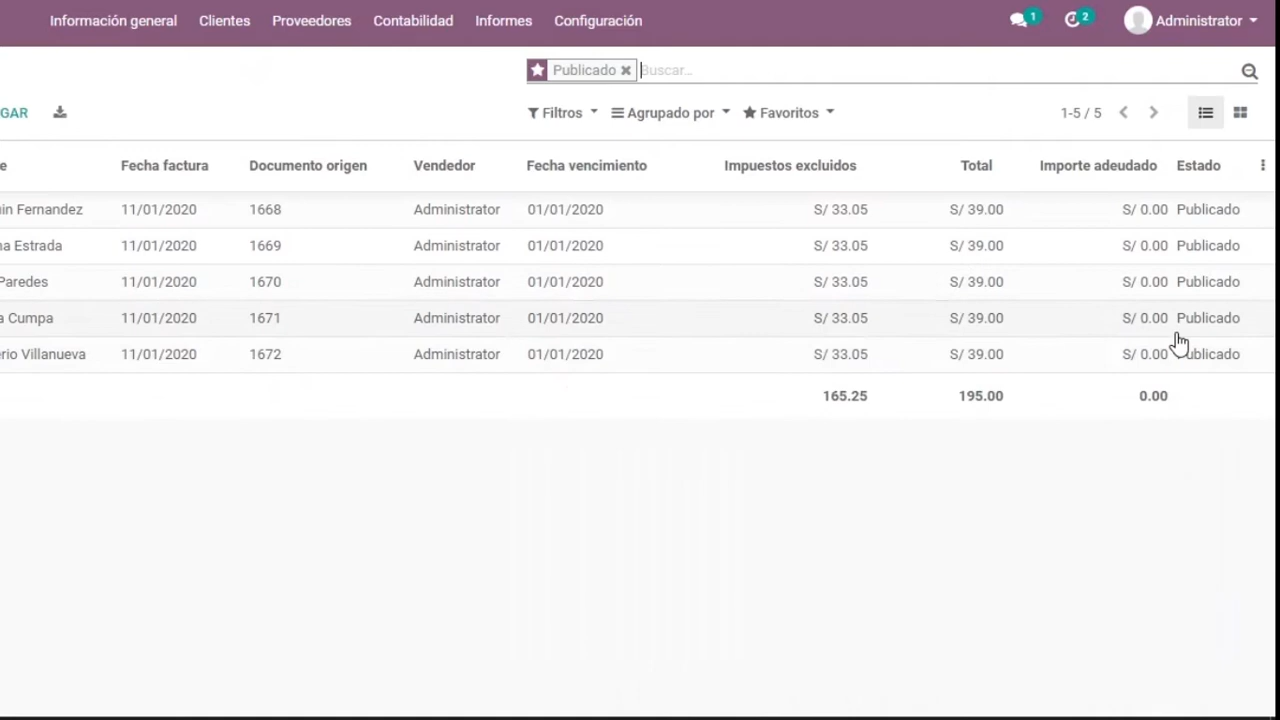 Información general Clientes Proveedores Contabilidad Informes Configuración 1 2 Administrator
Publicado Buscar...
GAR Filtros Agrupado por Favoritos 1-5 / 5
e Fecha factura Documento origen Vendedor Fecha vencimiento Impuestos excluidos Total Importe adeudado Estado
in Fernandez 11/01/2020 1668 Administrator 01/01/2020 S/ 33.05 S/ 39.00 S/ 0.00 Publicado
na Estrada 11/01/2020 1669 Administrator 01/01/2020 S/ 33.05 S/ 39.00 S/ 0.00 Publicado
Paredes 11/01/2020 1670 Administrator 01/01/2020 S/ 33.05 S/ 39.00 S/ 0.00 Publicado
a Cumpa 11/01/2020 1671 Administrator 01/01/2020 S/ 33.05 S/ 39.00 S/ 0.00 Publicado
erio Villanueva 11/01/2020 1672 Administrator 01/01/2020 S/ 33.05 S/ 39.00 S/ 0.00 Publicado
165.25 195.00 0.00